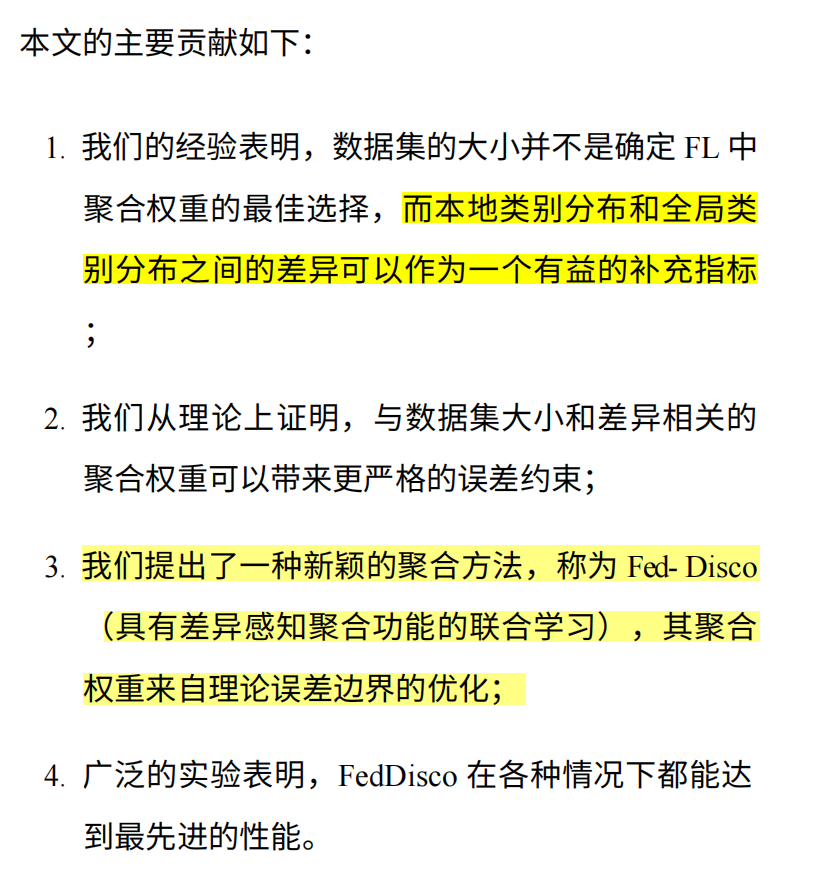 本文的主要贡献如下：
1. 我们的经验表明，数据集的大小并不是确定 FL 中
聚合权重的最佳选择，而本地类别分布和全局类
别分布之间的差异可以作为一个有益的补充指标
；
2. 我们从理论上证明，与数据集大小和差异相关的
聚合权重可以带来更严格的误差约束；
3. 我们提出了一种新颖的聚合方法，称为 Fed- Disco
（具有差异感知聚合功能的联合学习），其聚合
权重来自理论误差边界的优化；
4. 广泛的实验表明，FedDisco 在各种情况下都能达
到最先进的性能。